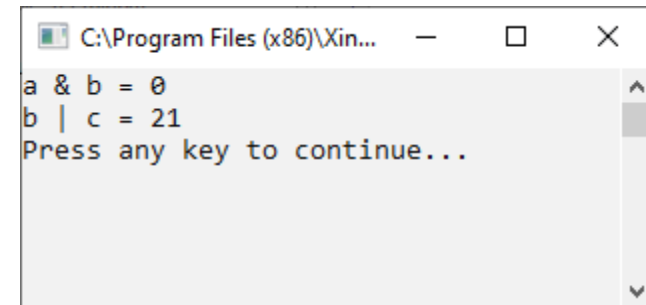 C:\Program Files (x86)\Xin...
a & b = 0
b | c = 21
Press any key to continue...